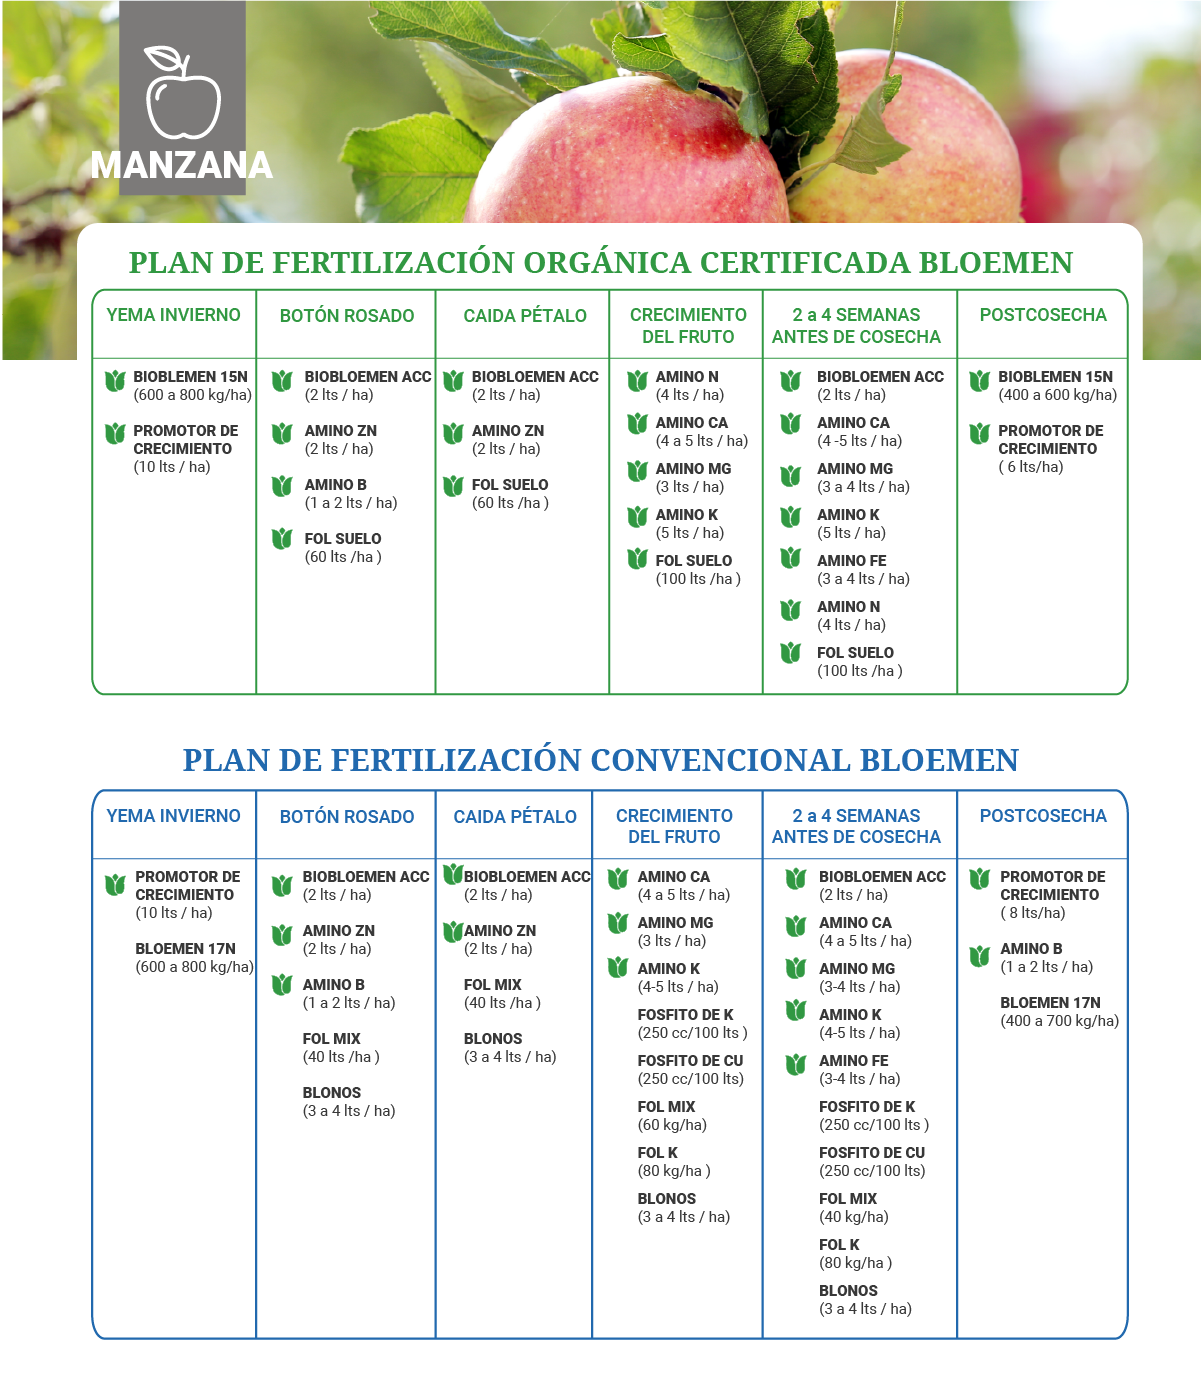 MANZANA
PLAN DE FERTILIZACIÓN ORGÁNICA CERTIFICADA BLOEMEN
YEMA INVIERNO
BIOBLEMEN 15N
(600 a 800 kg/ha)
PROMOTOR DE
CRECIMIENTO
(10 lts / ha)
BOTÓN ROSADO
BIOBLOEMEN ACC
(2 lts / ha)
AMINO ZN
(2 lts / ha)
AMINO B
(1 a 2 lts / ha)
FOL SUELO
(60 lts /ha )
CAIDA PÉTALO
BIOBLOEMEN ACC
(2 lts / ha)
AMINO ZN
(2 lts / ha)
FOL SUELO
(60 lts /ha )
CRECIMIENTO
DEL FRUTO
AMINO N
(4 lts / ha)
AMINO CA
(4 a 5 lts / ha)
AMINO MG
(3 lts / ha)
AMINO K
(5 lts / ha)
FOL SUELO
(100 lts /ha )
2 a 4 SEMANAS
ANTES DE COSECHA
BIOBLOEMEN ACC
(2 lts / ha)
AMINO CA
(4 -5 lts / ha)
AMINO MG
(3 a 4 lts / ha)
AMINO K
(5 lts / ha)
AMINO FE
(3 a 4 lts / ha)
AMINO N
(4 lts / ha)
FOL SUELO
(100 lts /ha )
POSTCOSECHA
BIOBLEMEN 15N
(400 a 600 kg/ha)
PROMOTOR DE
CRECIMIENTO
( 6 lts/ha)
PLAN DE FERTILIZACIÓN CONVENCIONAL BLOEMEN
YEMA INVIERNO
PROMOTOR DE
CRECIMIENTO
(10 lts / ha)
BLOEMEN 17N
(600 a 800 kg/ha)
BOTÓN ROSADO
BIOBLOEMEN ACC
(2 lts / ha)
AMINO ZN
(2 lts / ha)
AMINO B
(1 a 2 lts / ha)
FOL MIX
(40 lts /ha )
BLONOS
(3 a 4 lts / ha)
CAIDA PÉTALO
BIOBLOEMEN ACC
(2 lts / ha)
AMINO ZN
(2 lts / ha)
FOL MIX
(40 lts /ha )
BLONOS
(3 a 4 lts / ha)
CRECIMIENTO
DEL FRUTO
AMINO CA
(4 a 5 lts / ha)
AMINO MG
(3 lts / ha)
AMINO K
(4-5 lts / ha)
FOSFITO DE K
(250 cc/100 lts )
FOSFITO DE CU
(250 cc/100 lts)
FOL MIX
(60 kg/ha)
FOL K
(80 kg/ha )
BLONOS
(3 a 4 lts / ha)
2 a 4 SEMANAS
ANTES DE COSECHA
BIOBLOEMEN ACC
(2 lts / ha)
AMINO CA
(4 a 5 lts / ha)
AMINO MG
(3-4 lts / ha)
AMINO K
(4-5 lts / ha)
AMINO FE
(3-4 lts / ha)
FOSFITO DE K
(250 cc/100 lts )
FOSFITO DE CU
(250 cc/100 lts)
FOL MIX
(40 kg/ha)
FOL K
(80 kg/ha )
BLONOS
(3 a 4 lts / ha)
POSTCOSECHA
PROMOTOR DE
CRECIMIENTO
( 8 lts/ha)
AMINO B
(1 a 2 lts / ha)
BLOEMEN 17N
(400 a 700 kg/ha)